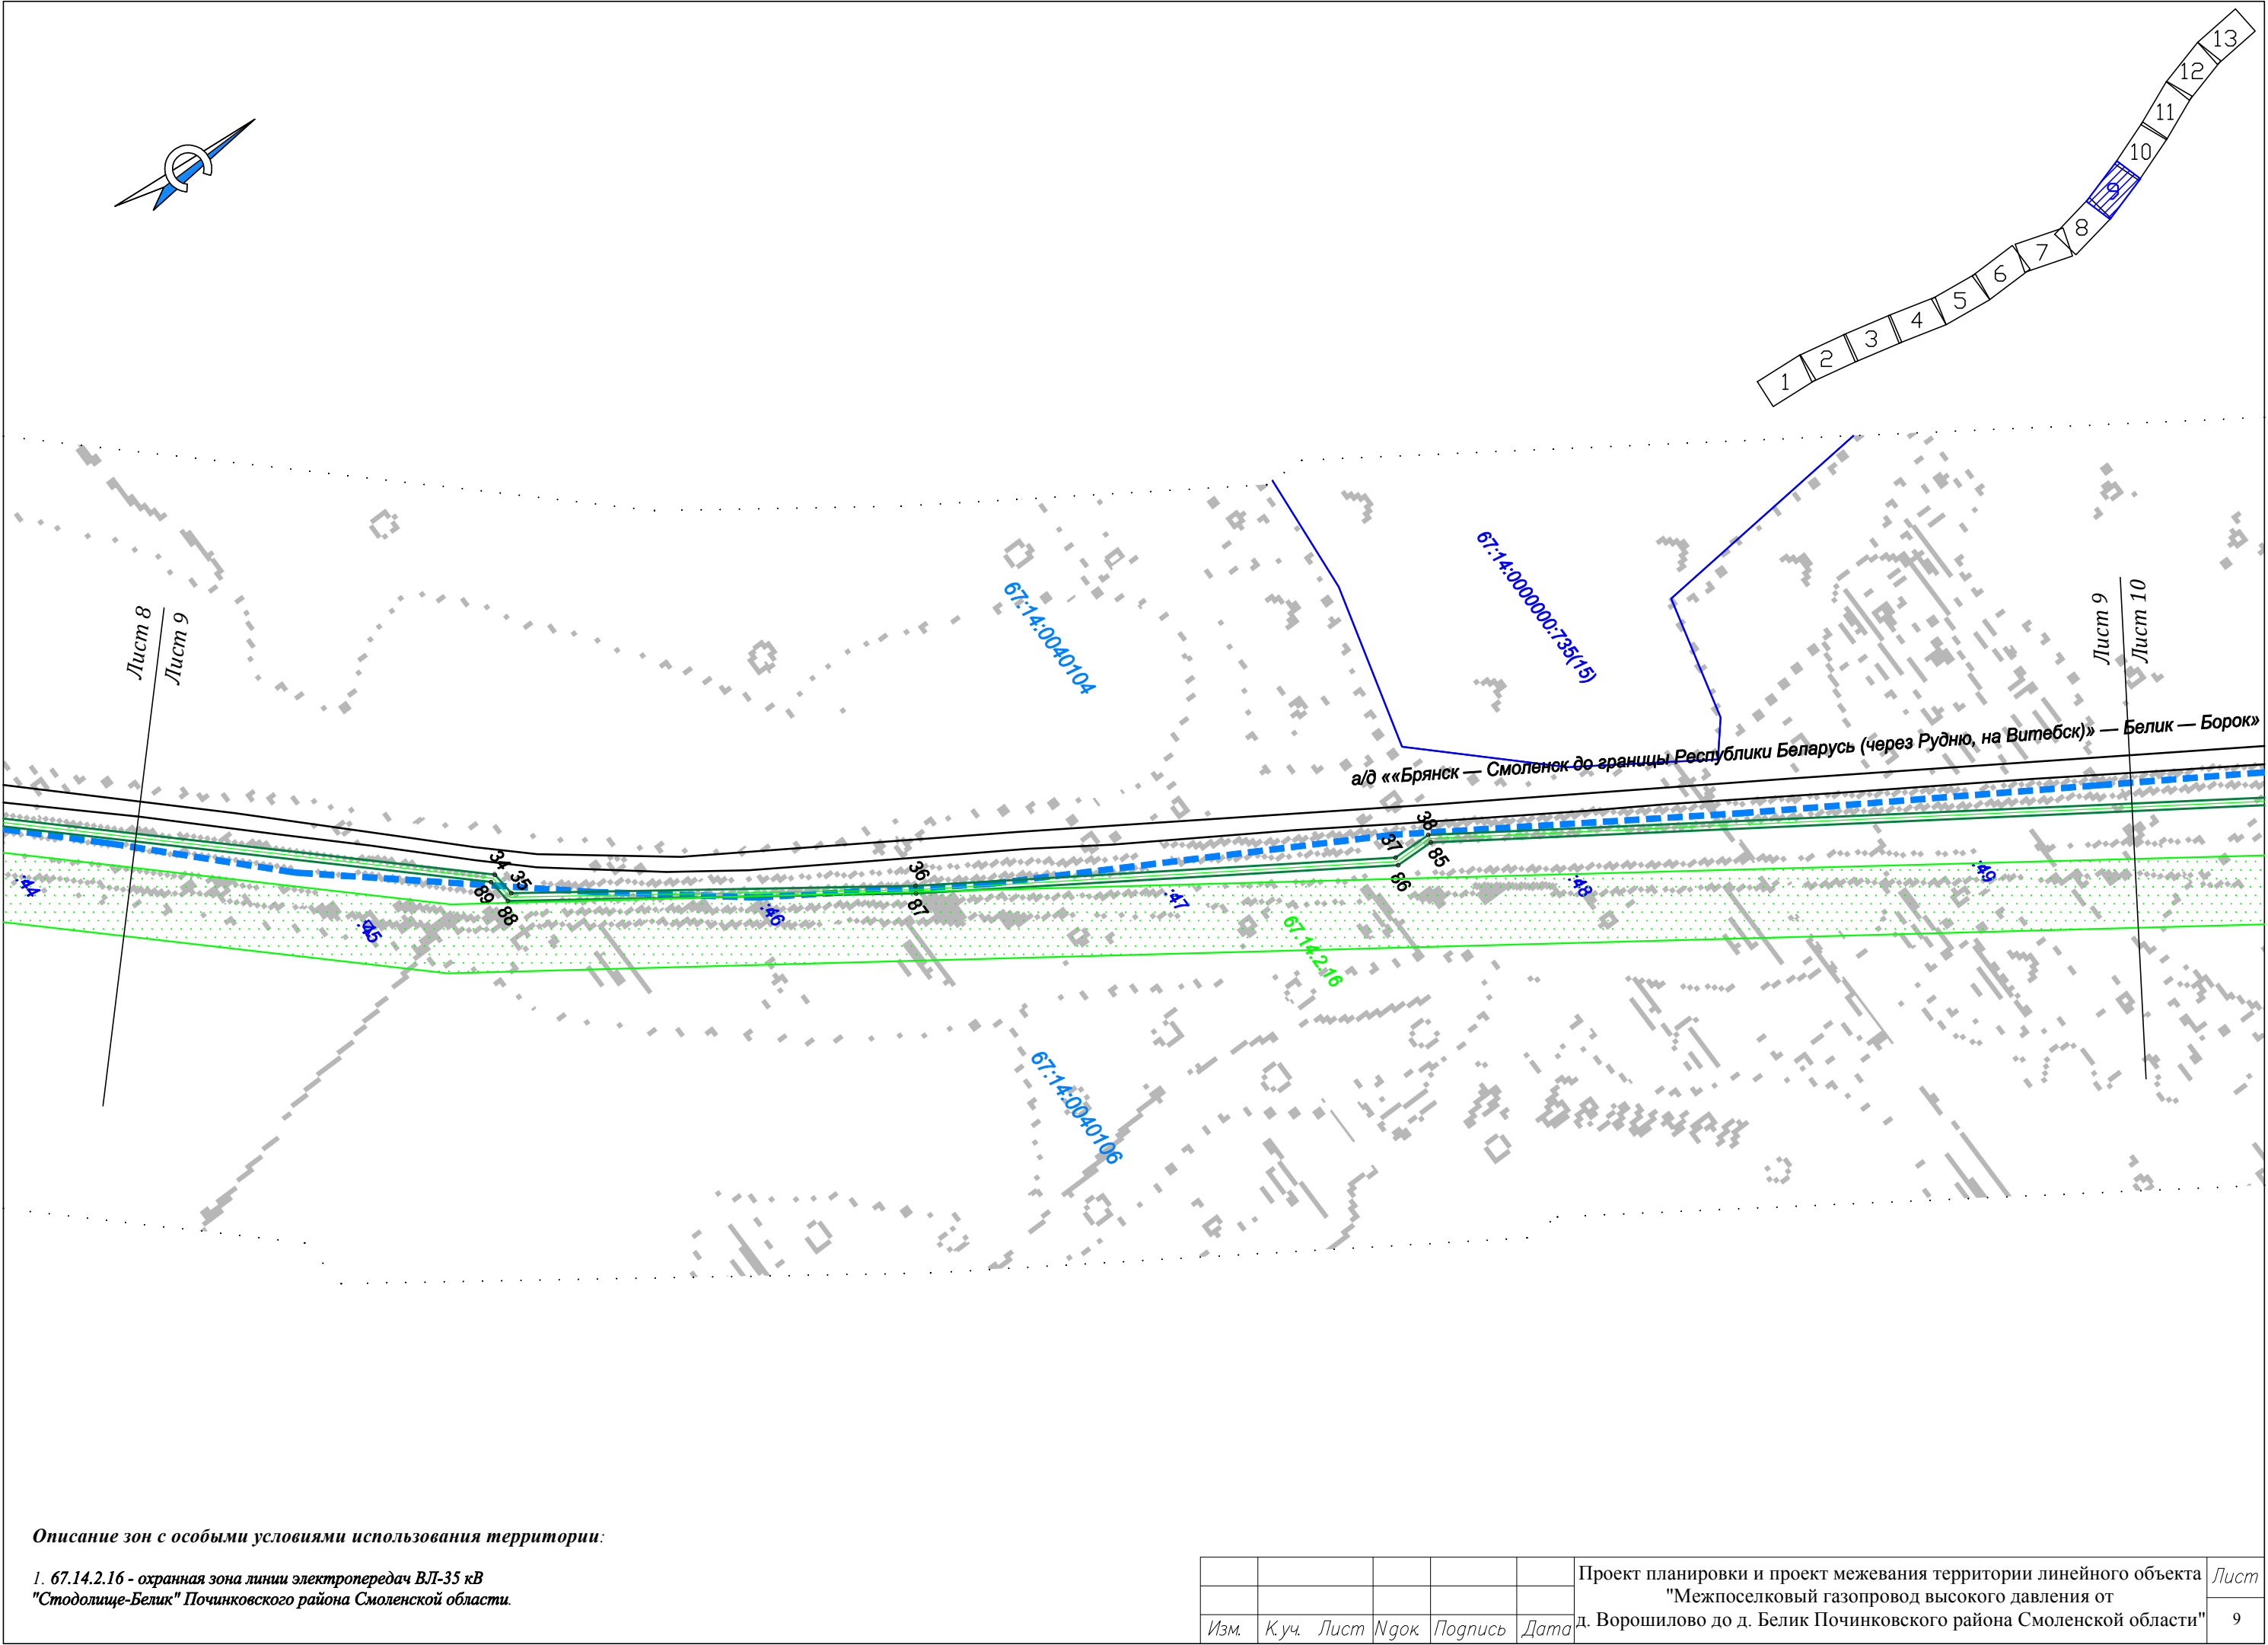 С
13
12
11
10
9
8
7
6
5
4
3
2
1
Лист 8
Лист 9
67:14:0040104
67:14:0000000:735(15)
Лист 9
Лист 10
а/д ««Брянск — Смоленск до границы Республики Беларусь (через Рудню, на Витебск)» — Белик — Борок»
34
35
36
37
38
85
86
87
88
89
:44
:45
:46
:47
:48
:49
67.14.2.16
67:14:0040106
Описание зон с особыми условиями использования территории:
1. 67.14.2.16 - охранная зона линии электропередач ВЛ-35 кВ
"Стодолище-Белик" Починковского района Смоленской области.
Изм. К.уч. Лист Nдок Подпись Дата
Проект планировки и проект межевания территории линейного объекта
"Межпоселковый газопровод высокого давления от
д. Ворошилово до д. Белик Починковского района Смоленской области"
Лист
9